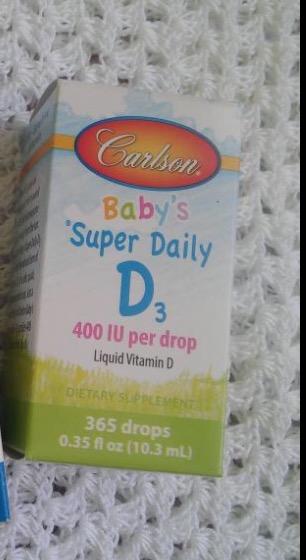 Carlson®
Baby's
Super Daily
D3
400 IU per drop
Liquid Vitamin D
DIETARY SUPPLEMENT
365 drops
0.35 fl oz (10.3 mL)